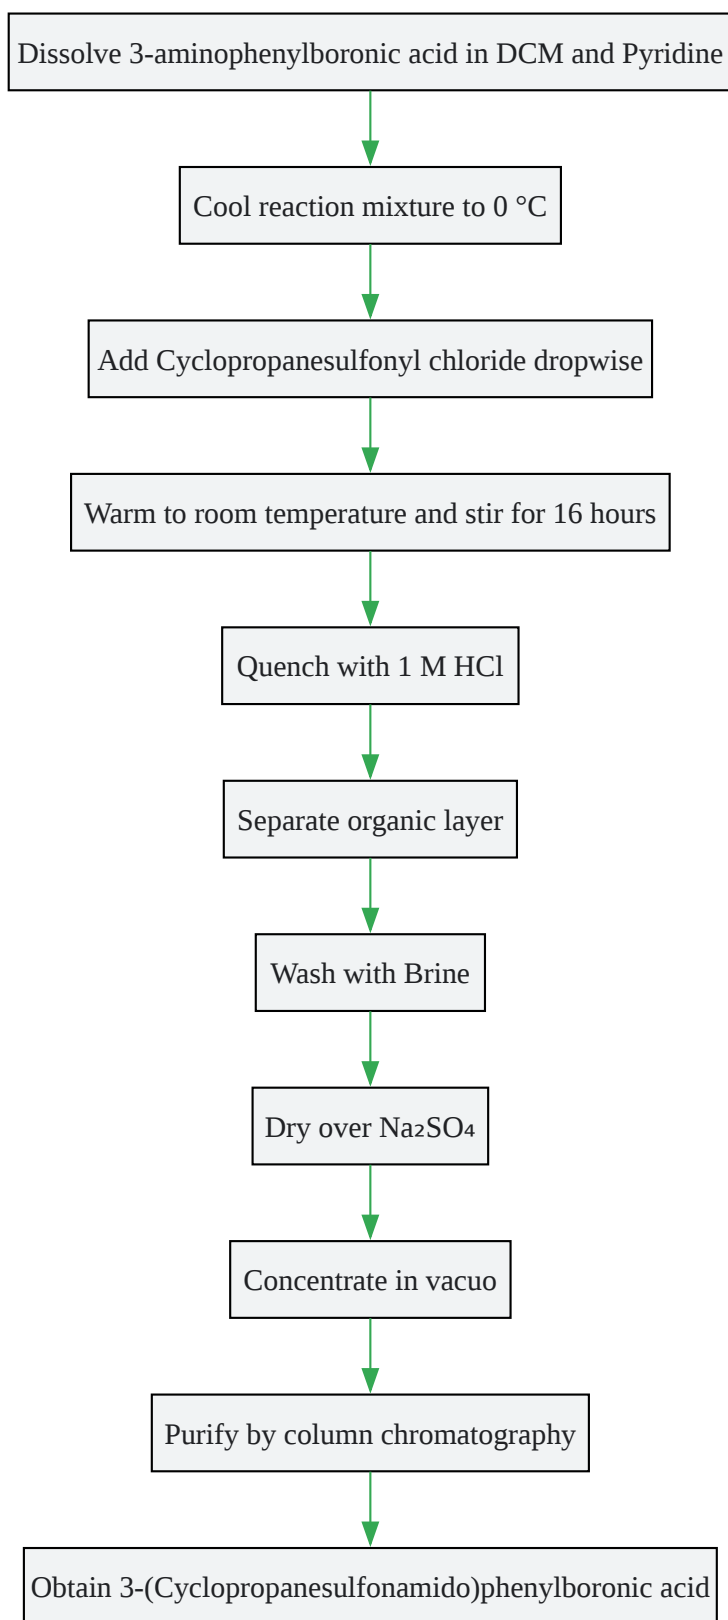 Dissolve 3-aminophenylboronic acid in DCM and Pyridine
Cool reaction mixture to 0 °C
Add Cyclopropanesulfonyl chloride dropwise
Warm to room temperature and stir for 16 hours
Quench with 1 M HCl
Separate organic layer
Wash with Brine
Dry over Na₂SO₄
Concentrate in vacuo
Purify by column chromatography
Obtain 3-(Cyclopropanesulfonamido)phenylboronic acid